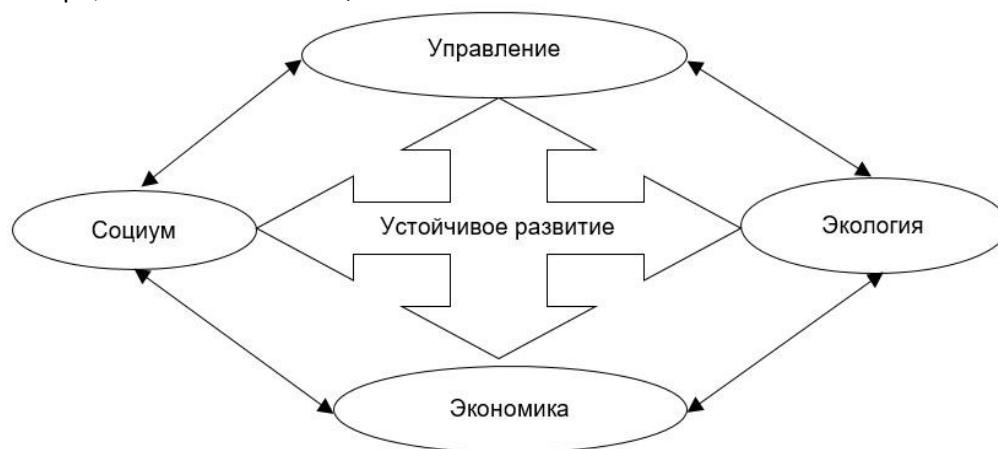 Управление
Социум
Устойчивое развитие
Экология
Экономика